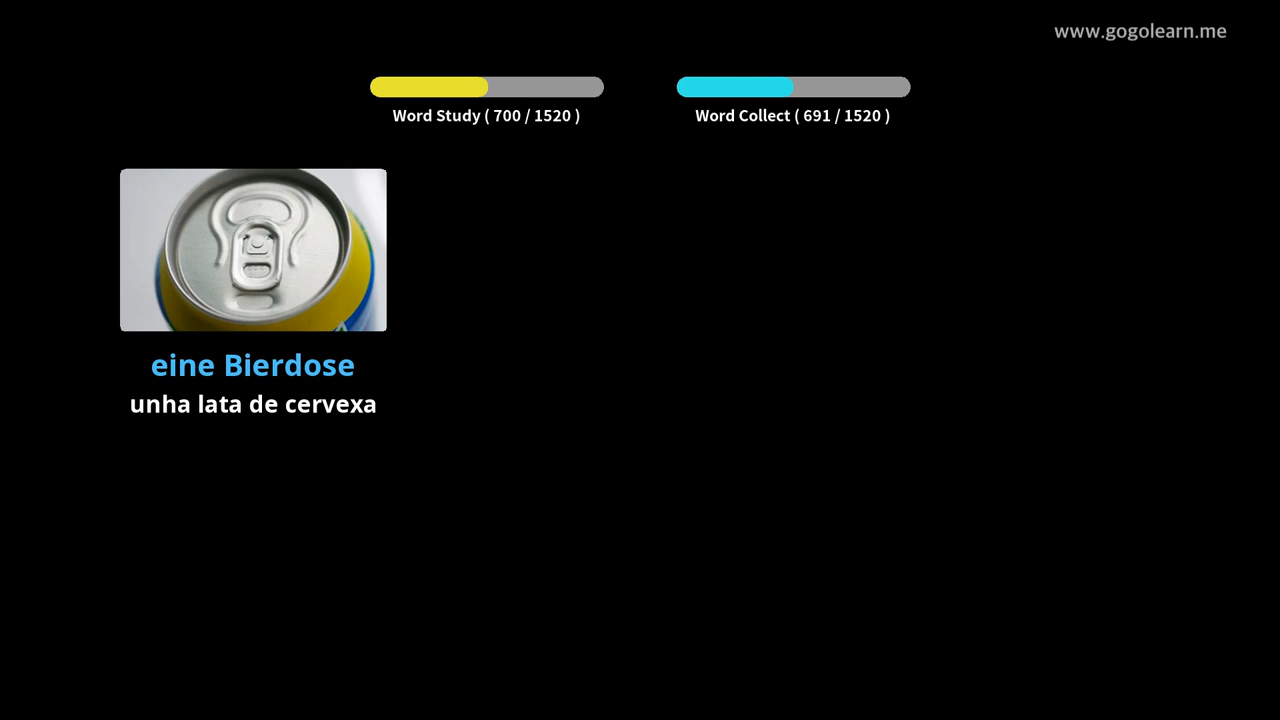 www.gogolearn.me
Word Study ( 700 / 1520 )
Word Collect ( 691 / 1520 )
eine Bierdose
unha lata de cervexa